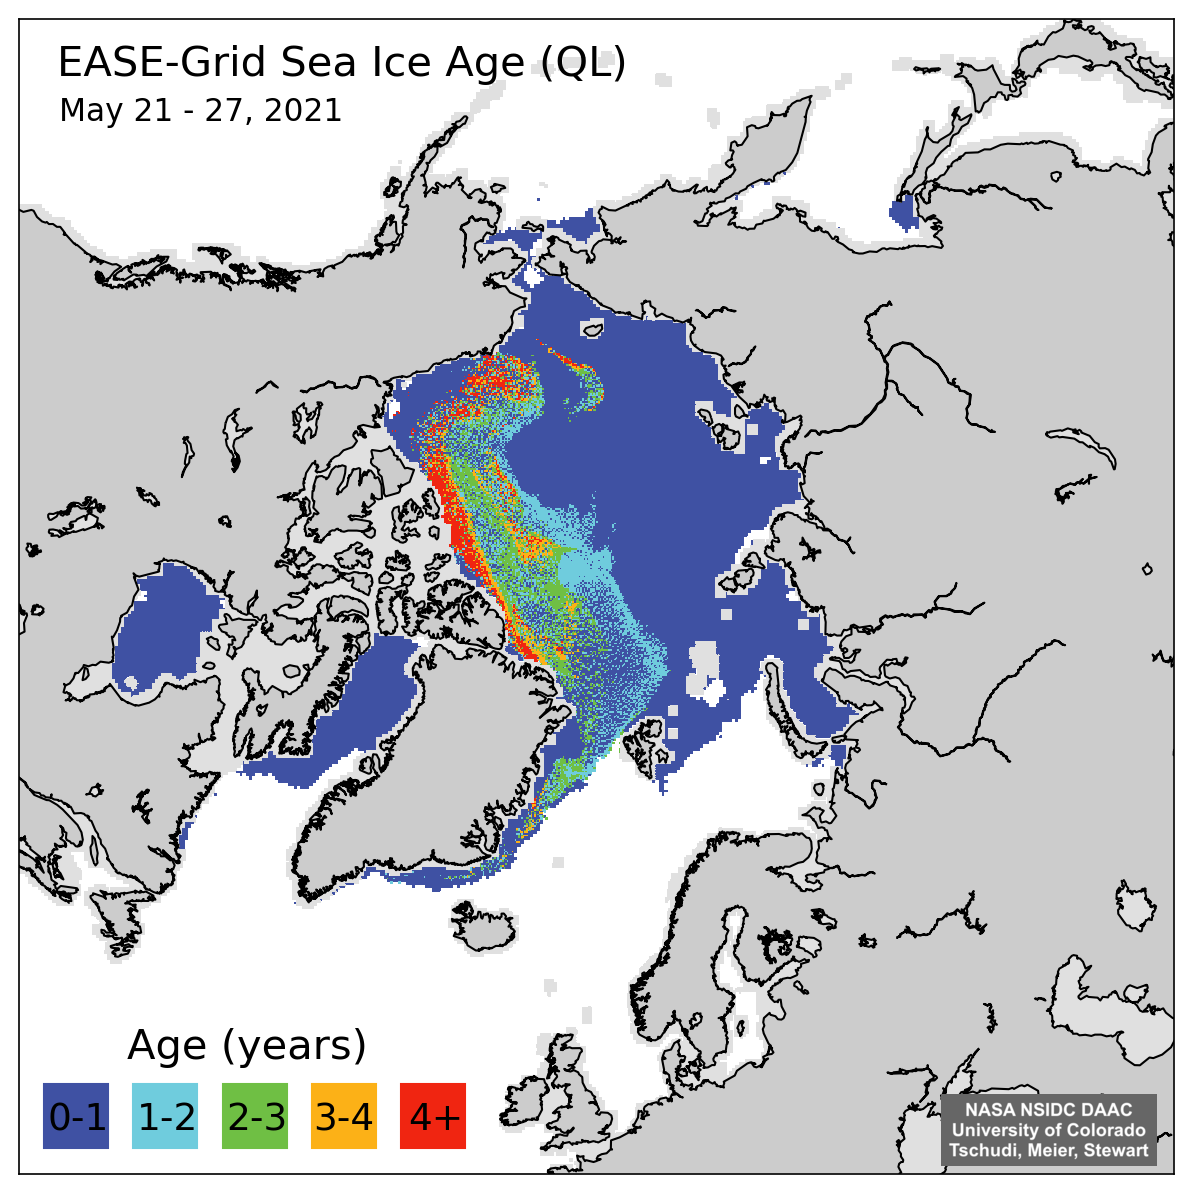 EASE-Grid Sea Ice Age (QL)
May 21 - 27, 2021
Age (years)
0-1 1-2 2-3 3-4 4+
NASA NSIDC DAAC
University of Colorado
Tschudi, Meier, Stewart